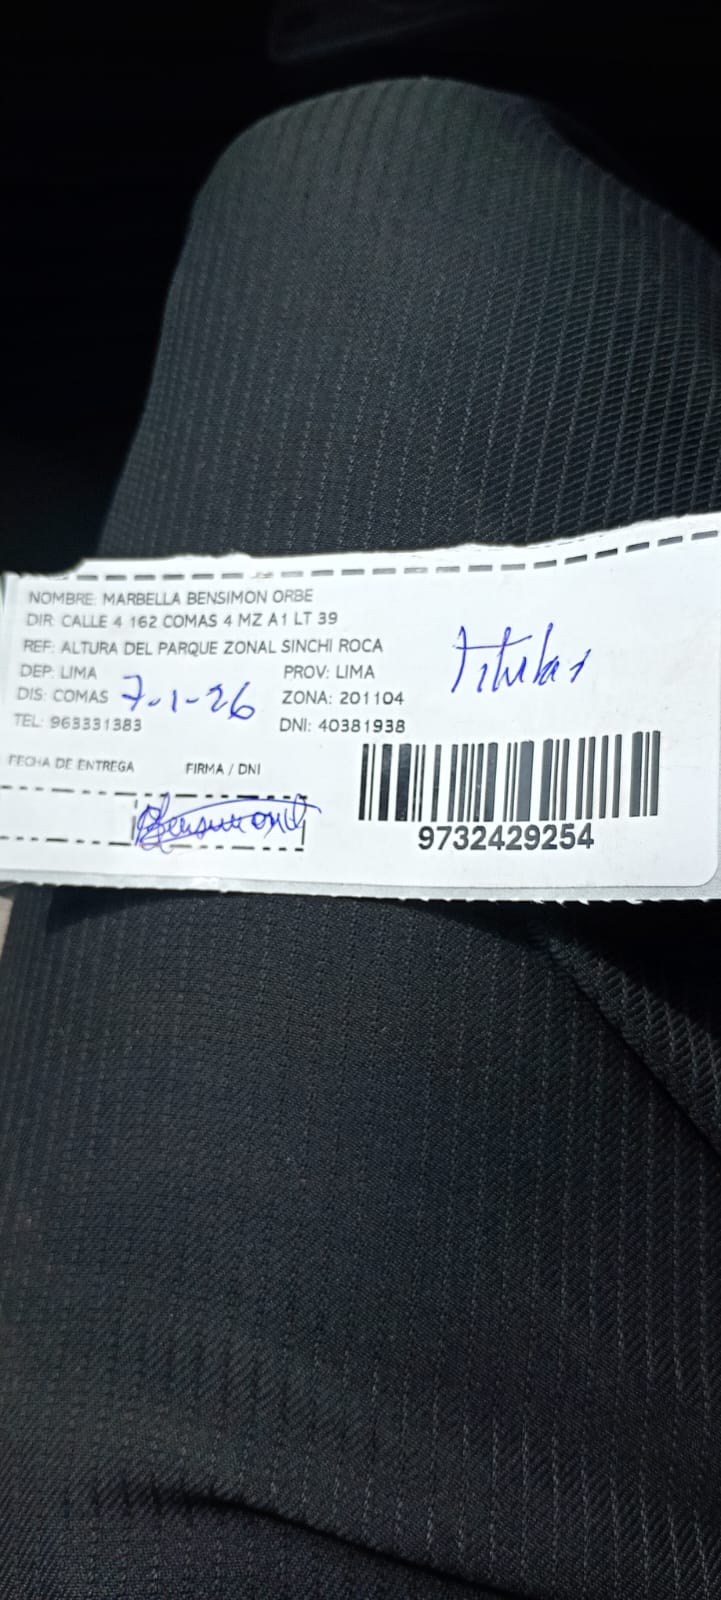 NOMBRE: MARBELLA BENSIMON ORBE
DIR: CALLE 4 162 COMAS 4 MZ A1 LT 39
REF: ALTURA DEL PARQUE ZONAL SINCHI ROCA
DEP: LIMA PROV: LIMA
DIS: COMAS 7-1-26 ZONA: 201104
TEL: 963331383 DNI: 40381938
titular
FECHA DE ENTREGA FIRMA / DNI
Bensimon
9732429254